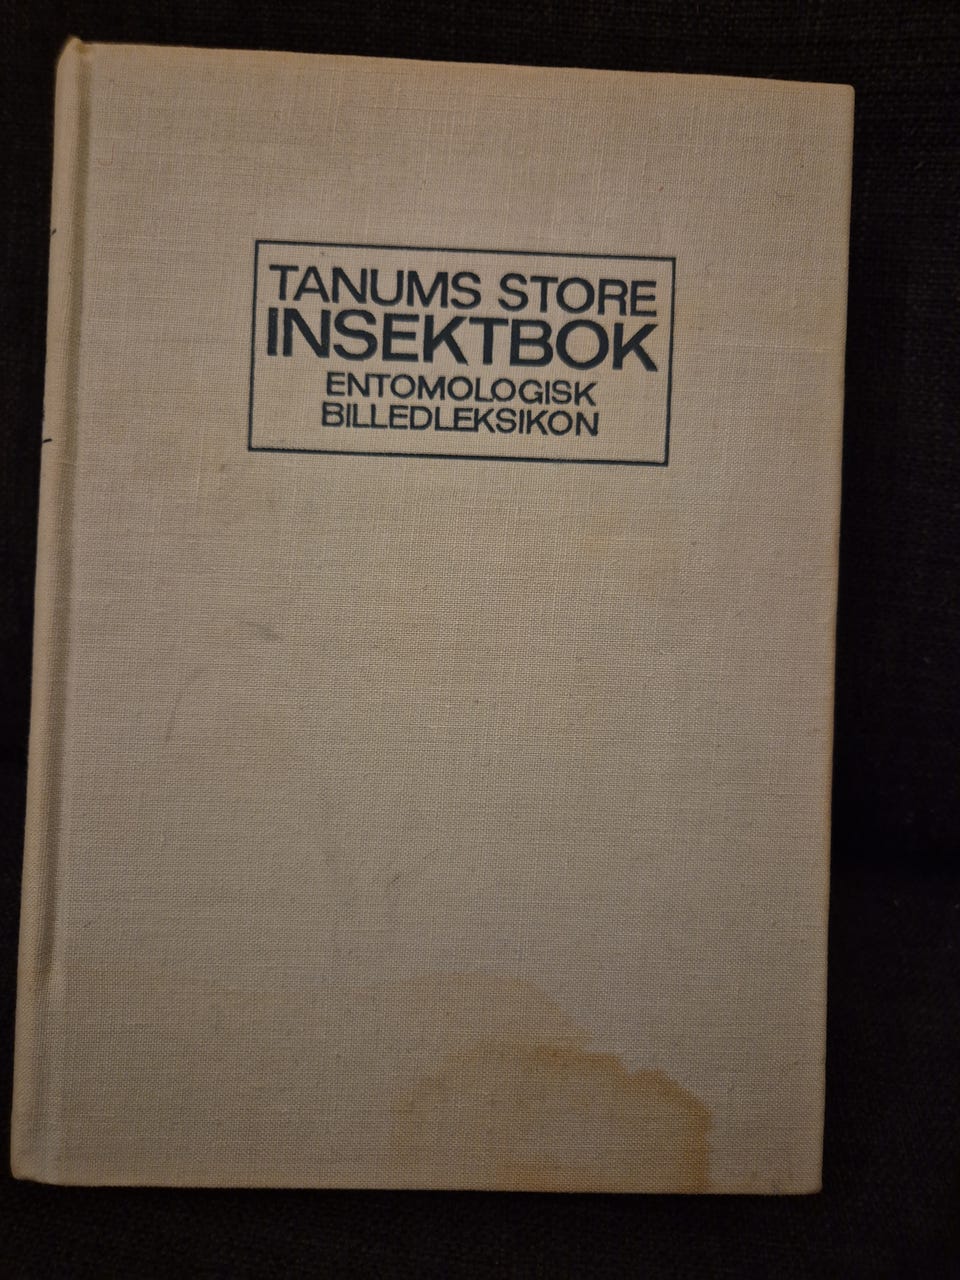 TANUMS STORE
INSEKTBOK
ENTOMOLOGISK
BILLEDLEKSIKON